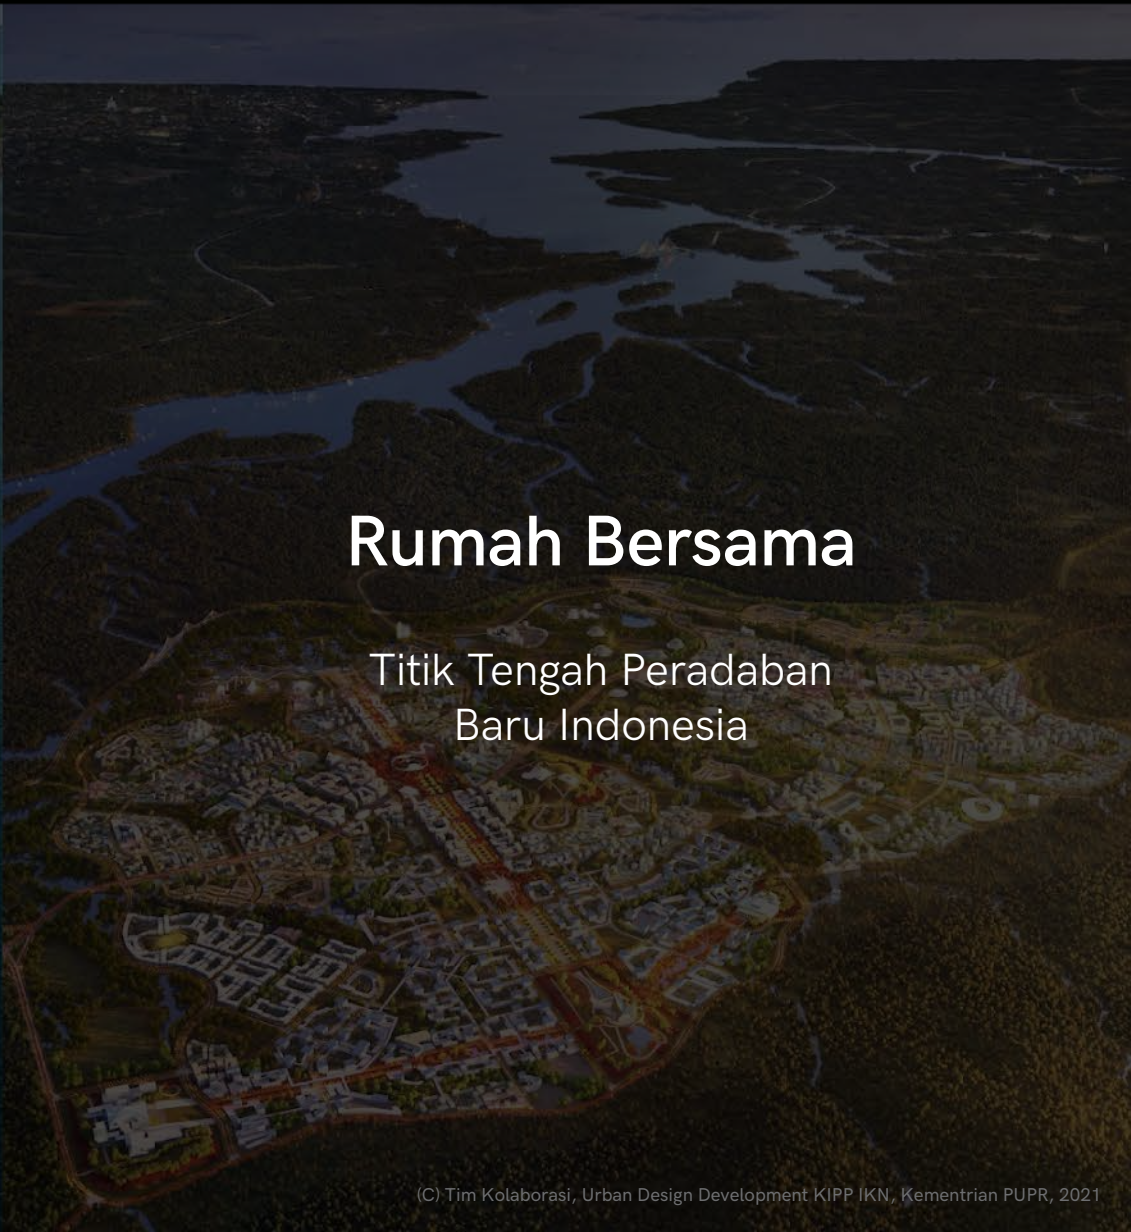 Rumah Bersama
Titik Tengah Peradaban
Baru Indonesia
(C) Tim Kolaborasi, Urban Design Development KIPP IKN, Kementrian PUPR, 2021